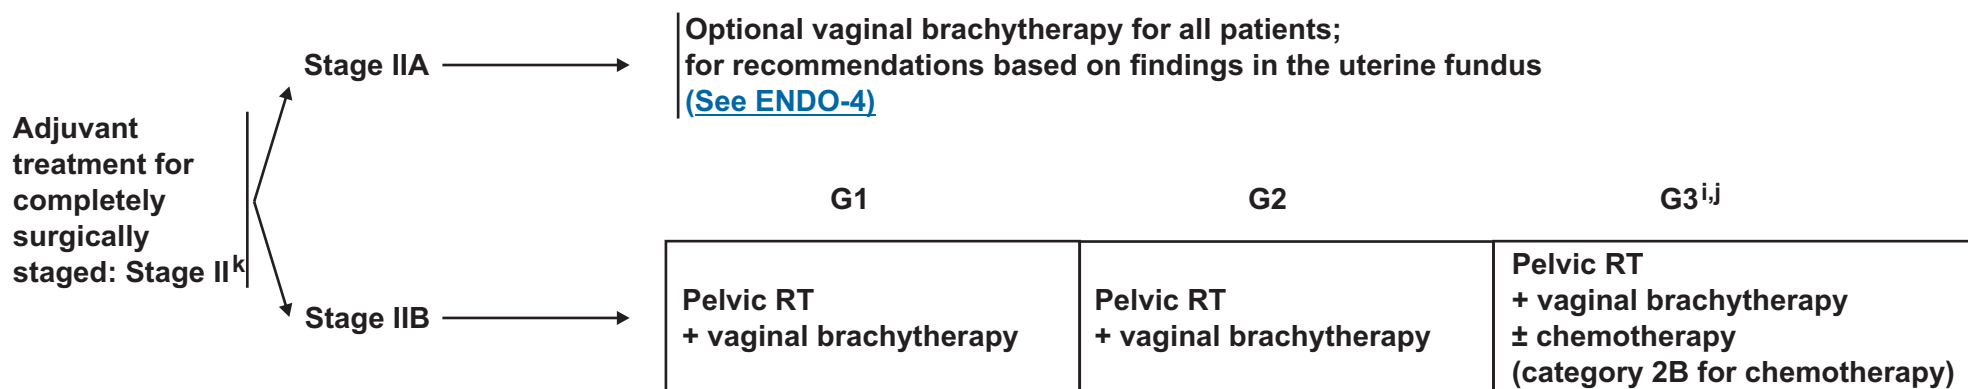 Adjuvant
treatment for
completely
surgically
staged: Stage II k
Stage IIA
Optional vaginal brachytherapy for all patients;
for recommendations based on findings in the uterine fundus
(See ENDO-4)
Stage IIB
G1
G2
G3 i,j
Pelvic RT
+ vaginal brachytherapy
Pelvic RT
+ vaginal brachytherapy
Pelvic RT
+ vaginal brachytherapy
± chemotherapy
(category 2B for chemotherapy)